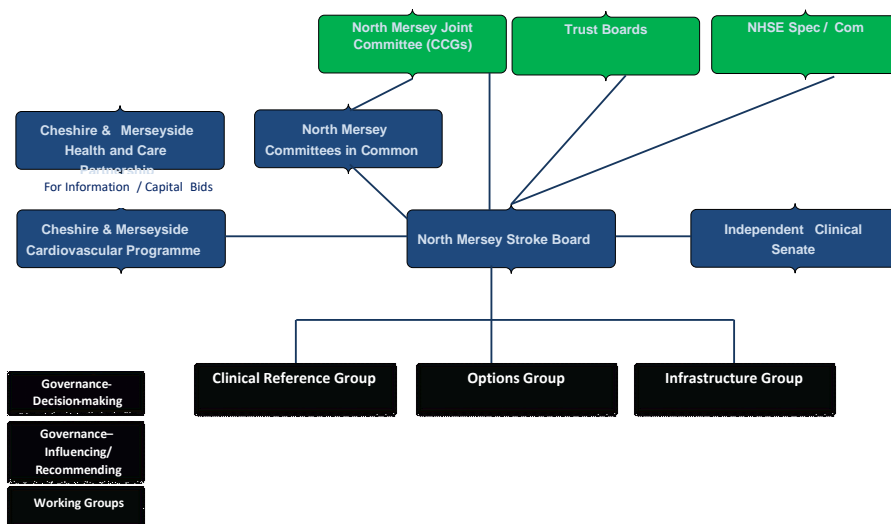 North Mersey Joint
Committee (CCGs)
Trust Boards
NHSE Spec / Com
Cheshire & Merseyside
Health and Care
Partnership
North Mersey
Committees in Common
For Information / Capital Bids
Cheshire & Merseyside
Cardiovascular Programme
North Mersey Stroke Board
Independent Clinical
Senate
Clinical Reference Group
Options Group
Infrastructure Group
Governance-
Decision-making
Governance–
Influencing/
Recommending
Working Groups